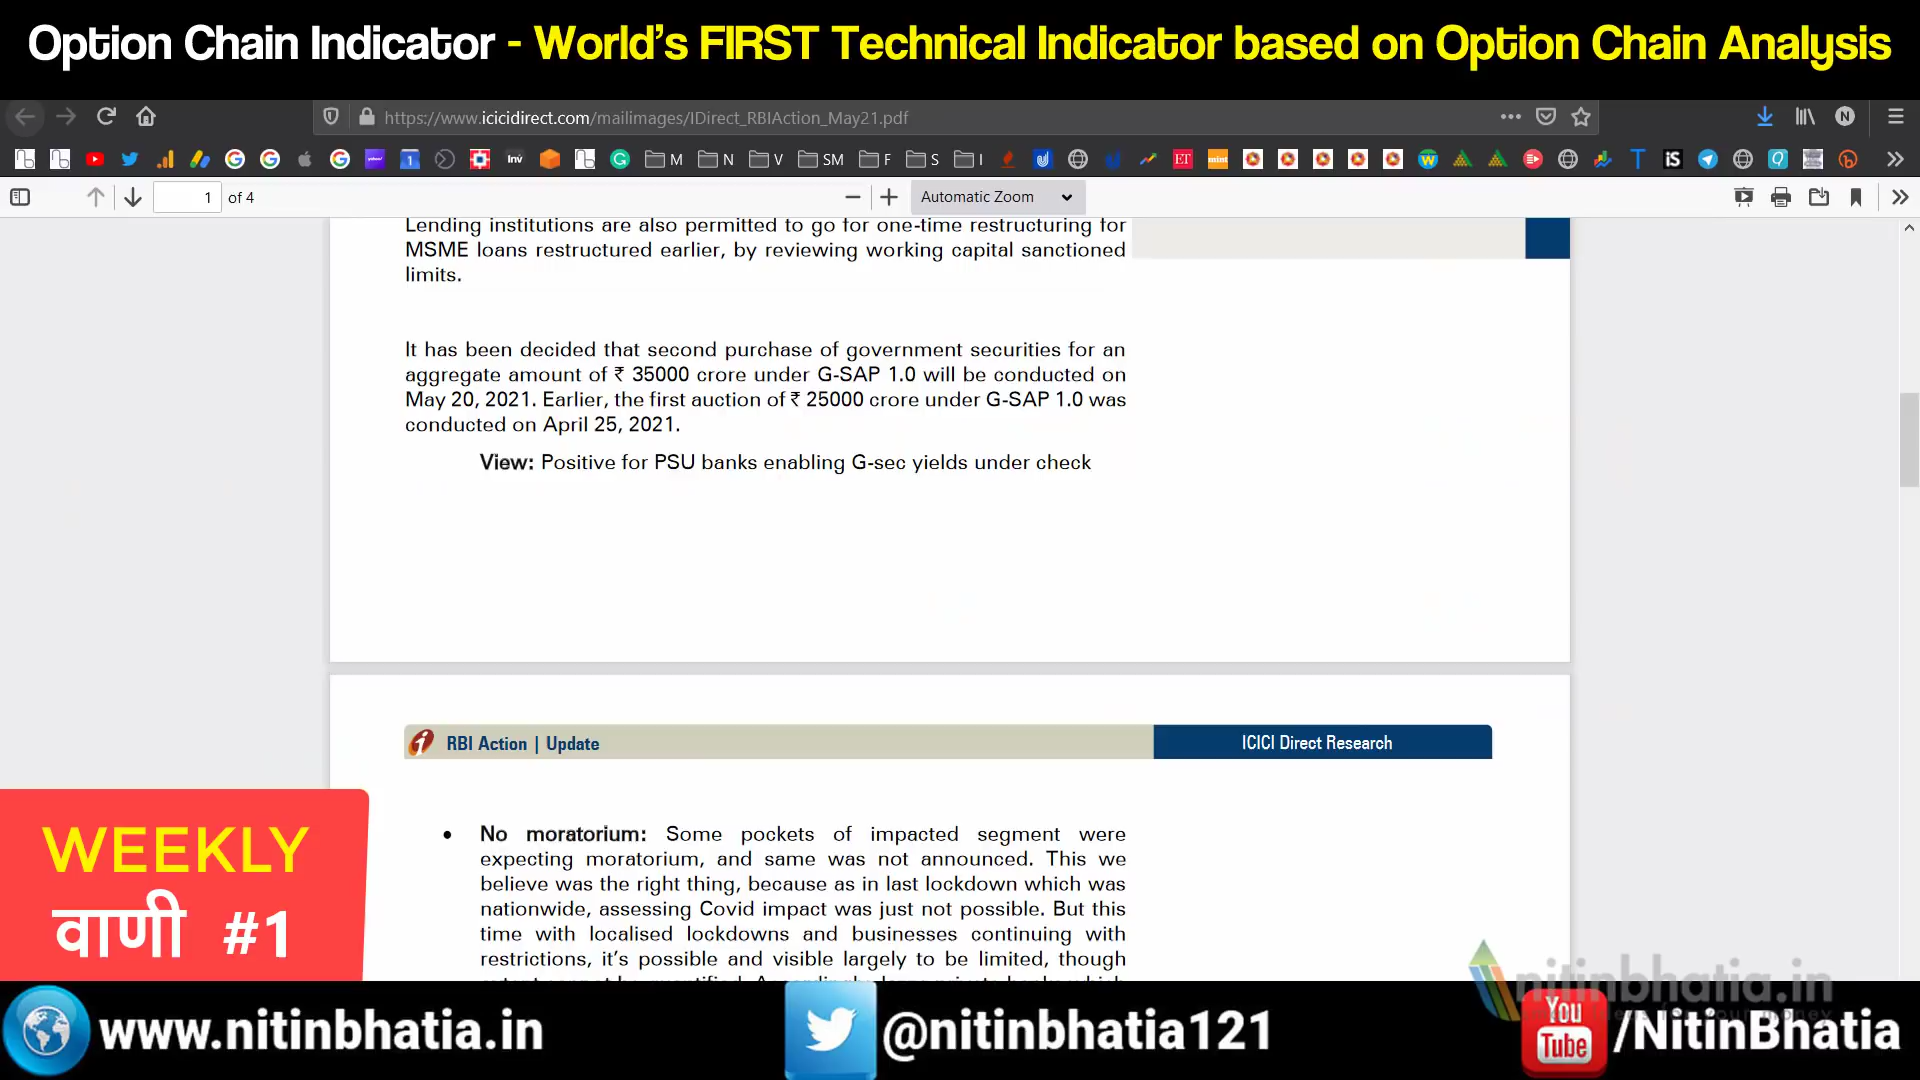 Option Chain Indicator - World's FIRST Technical Indicator based on Option Chain Analysis
https://www.icicidirect.com/mailimages/IDirect_RBIAction_May21.pdf
M N V SM F S I
1 of 4 Automatic Zoom
Lending institutions are also permitted to go for one-time restructuring for
MSME loans restructured earlier, by reviewing working capital sanctioned
limits.
It has been decided that second purchase of government securities for an
aggregate amount of ₹ 35000 crore under G-SAP 1.0 will be conducted on
May 20, 2021. Earlier, the first auction of ₹ 25000 crore under G-SAP 1.0 was
conducted on April 25, 2021.
View: Positive for PSU banks enabling G-sec yields under check
RBI Action | Update
ICICI Direct Research
• No moratorium: Some pockets of impacted segment were
expecting moratorium, and same was not announced. This we
believe was the right thing, because as in last lockdown which was
nationwide, assessing Covid impact was just not possible. But this
time with localised lockdowns and businesses continuing with
restrictions, it's possible and visible largely to be limited, though
WEEKLY
वाणी #1
nitinbhatia.in
www.nitinbhatia.in
@nitinbhatia121
You
Tube
/NitinBhatia